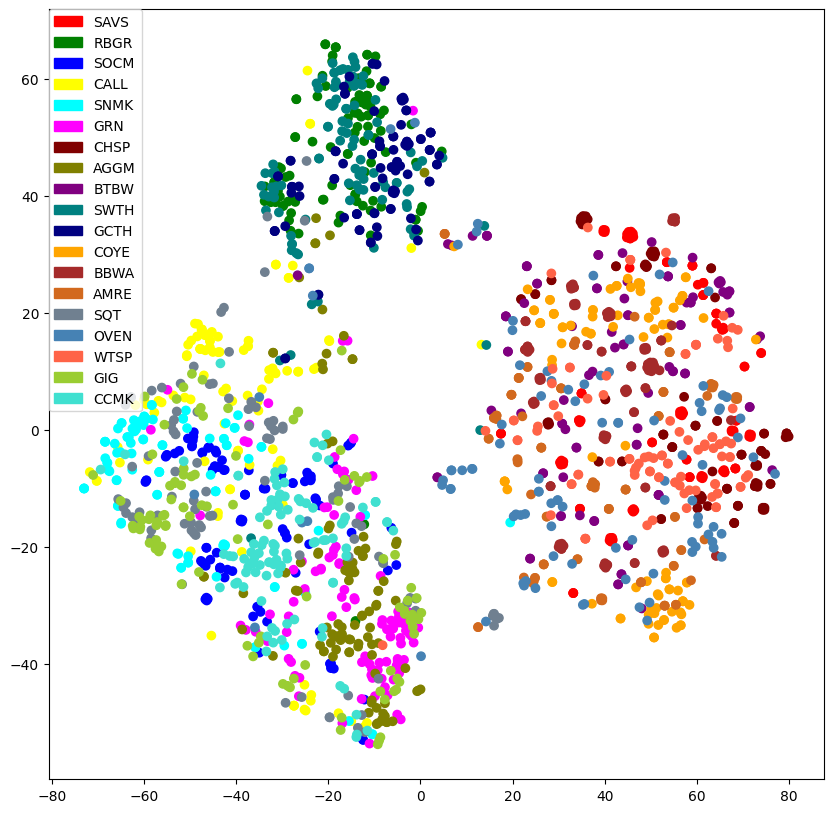 SAVS
RBGR
SOCM
CALL
SNMK
GRN
CHSP
AGGM
BTBW
SWTH
GCTH
COYE
BBWA
AMRE
SQT
OVEN
WTSP
GIG
CCMK
60
40
20
0
−20
−40
−80
−60
−40
−20
0
20
40
60
80